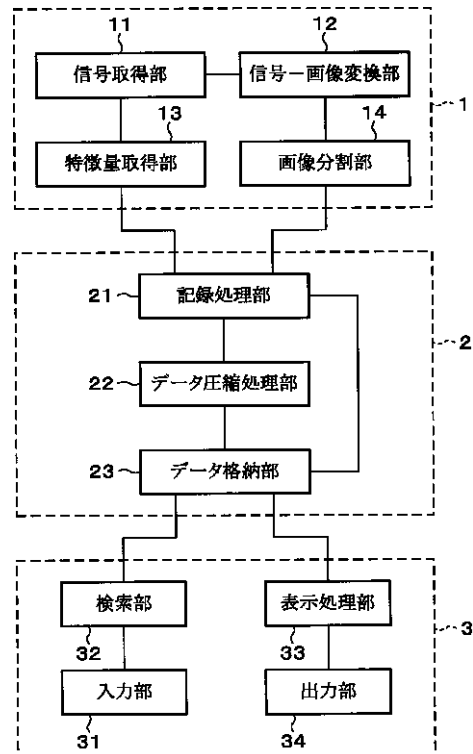 11
12
信号取得部
信号－画像変換部
1
13
14
特徴量取得部
画像分割部
21
記録処理部
2
22
データ圧縮処理部
23
データ格納部
検索部
表示処理部
3
32
33
入力部
出力部
31
34